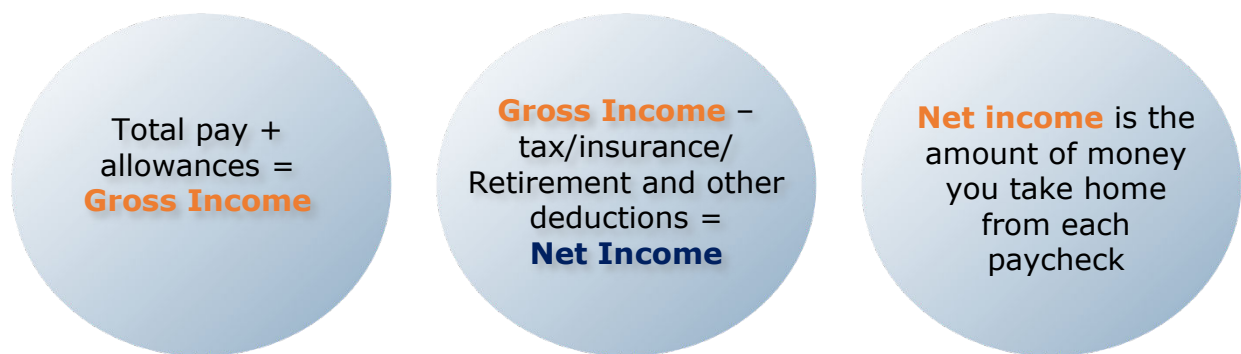 Total pay +
allowances =
Gross Income
Gross Income –
tax/insurance/
Retirement and other
deductions =
Net Income
Net income is the
amount of money
you take home
from each
paycheck